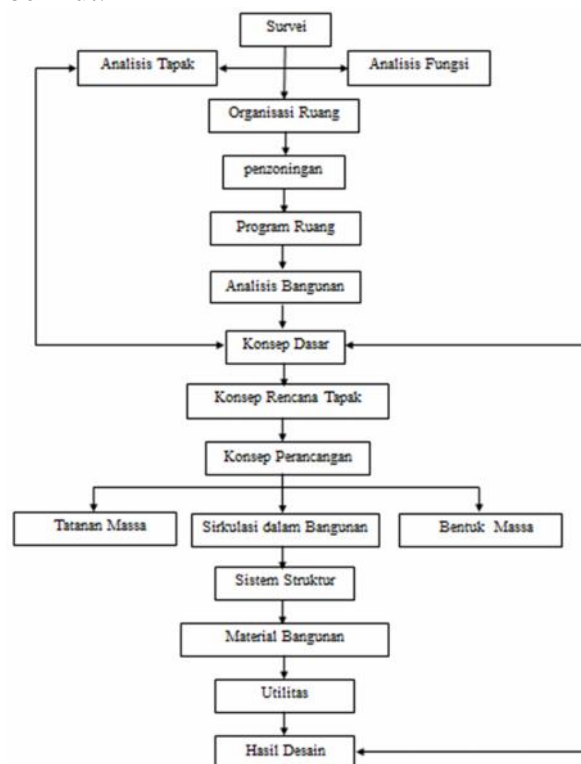 Survei
Analisis Tapak
Analisis Fungsi
Organisasi Ruang
penzoningan
Program Ruang
Analisis Bangunan
Konsep Dasar
Konsep Rencana Tapak
Konsep Perancangan
Tatanan Massa
Sirkulasi dalam Bangunan
Bentuk Massa
Sistem Struktur
Material Bangunan
Utilitas
Hasil Desain